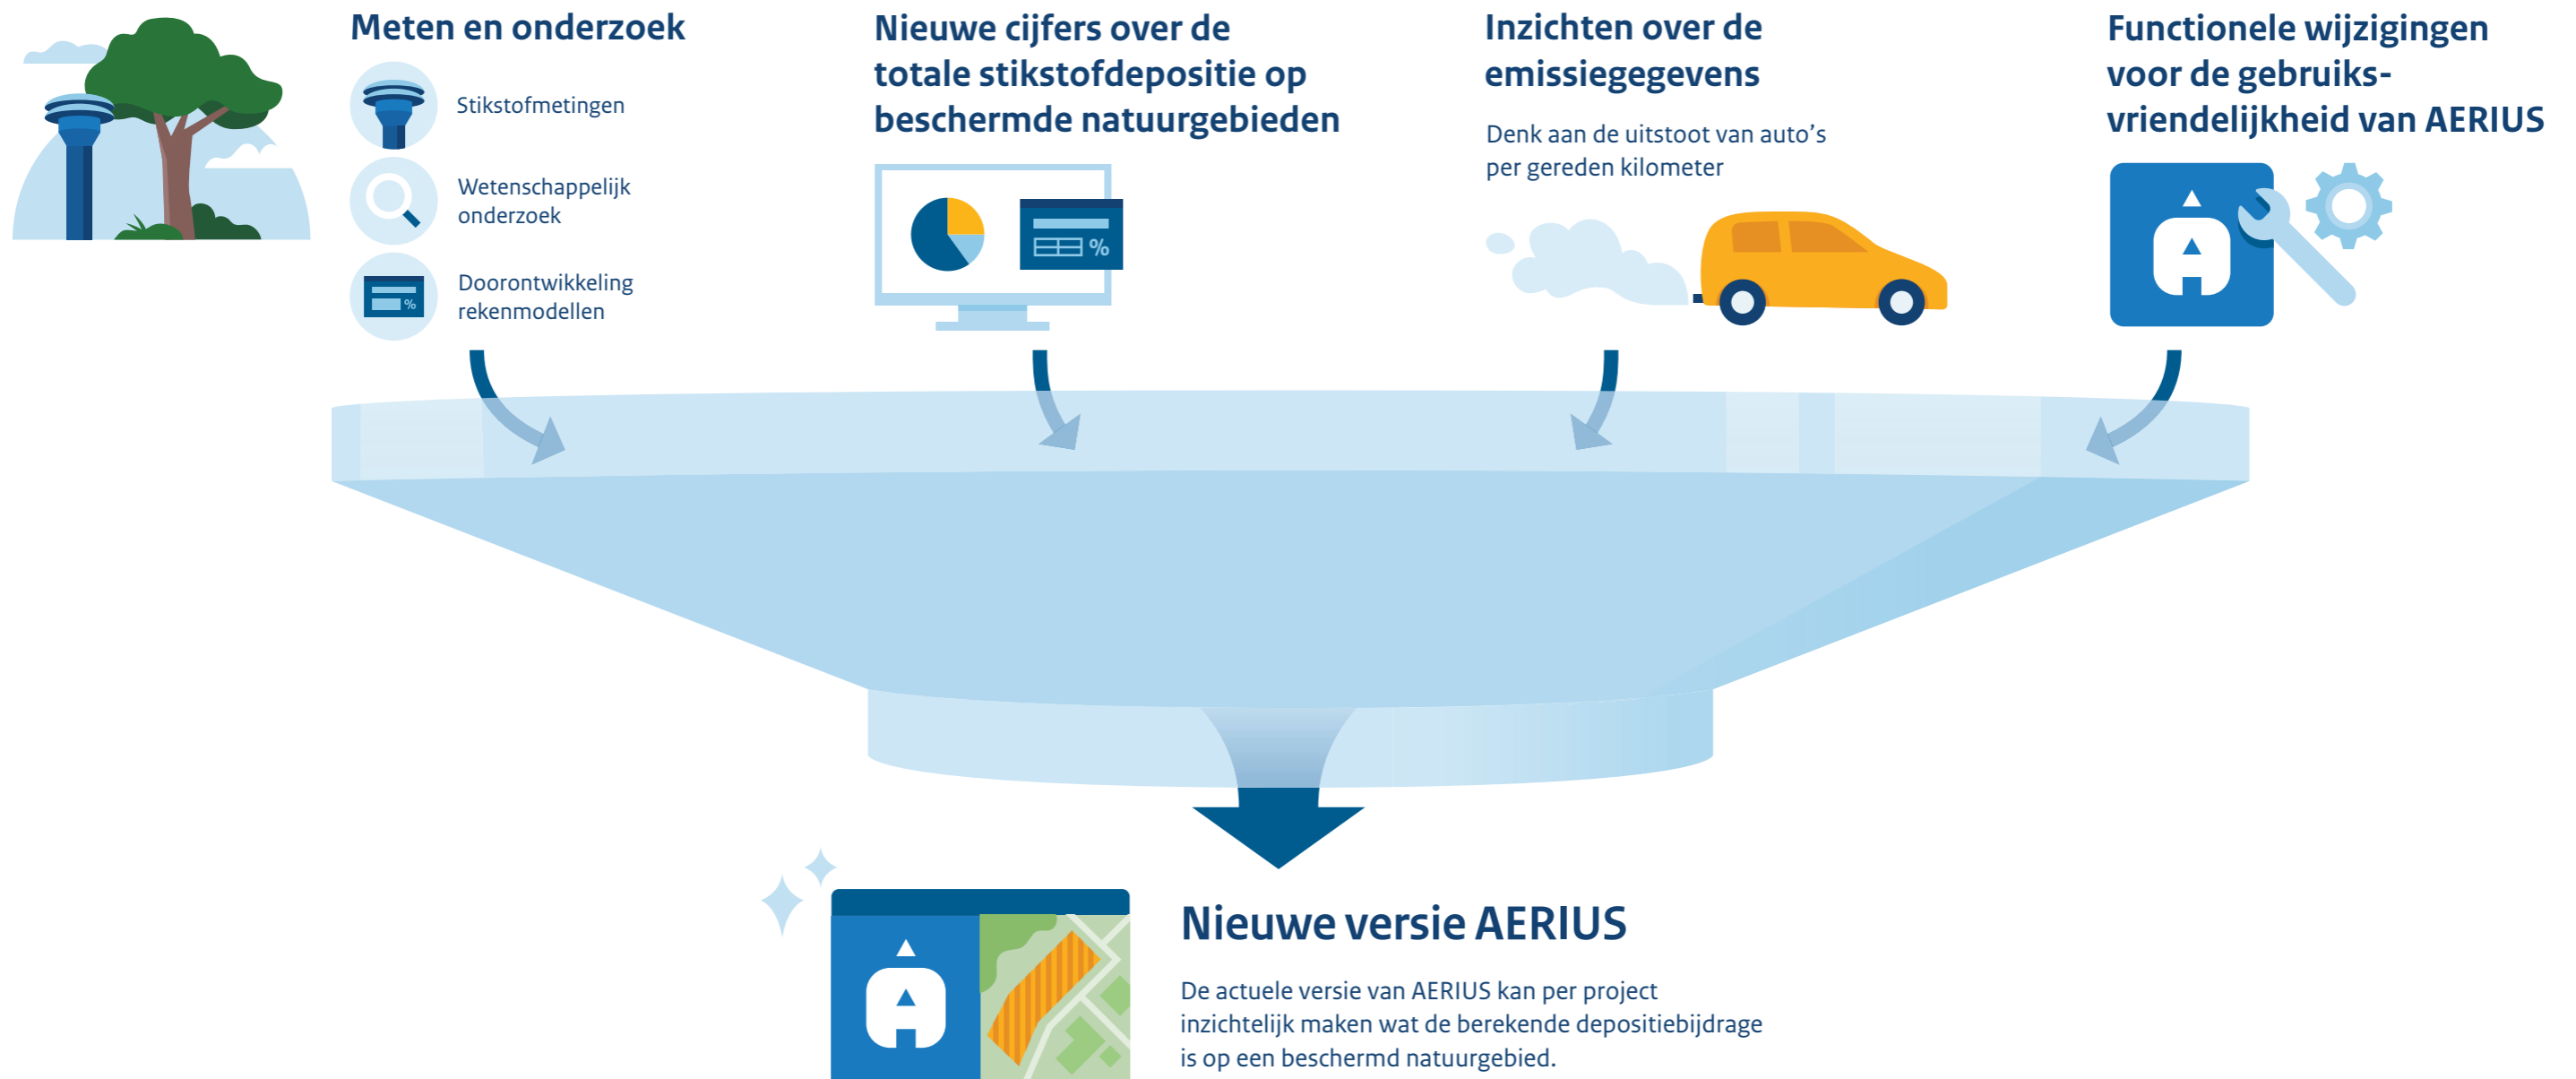 Meten en onderzoek
Stikstofmetingen
Wetenschappelijk
onderzoek
%
Doorontwikkeling
rekenmodellen
Nieuwe cijfers over de
totale stikstofdepositie op
beschermde natuurgebieden
%
Inzichten over de
emissiegegevens
Denk aan de uitstoot van auto's
per gereden kilometer
Functionele wijzigingen
voor de gebruiks-
vriendelijkheid van AERIUS
Nieuwe versie AERIUS
De actuele versie van AERIUS kan per project
inzichtelijk maken wat de berekende depositiebijdrage
is op een beschermd natuurgebied.